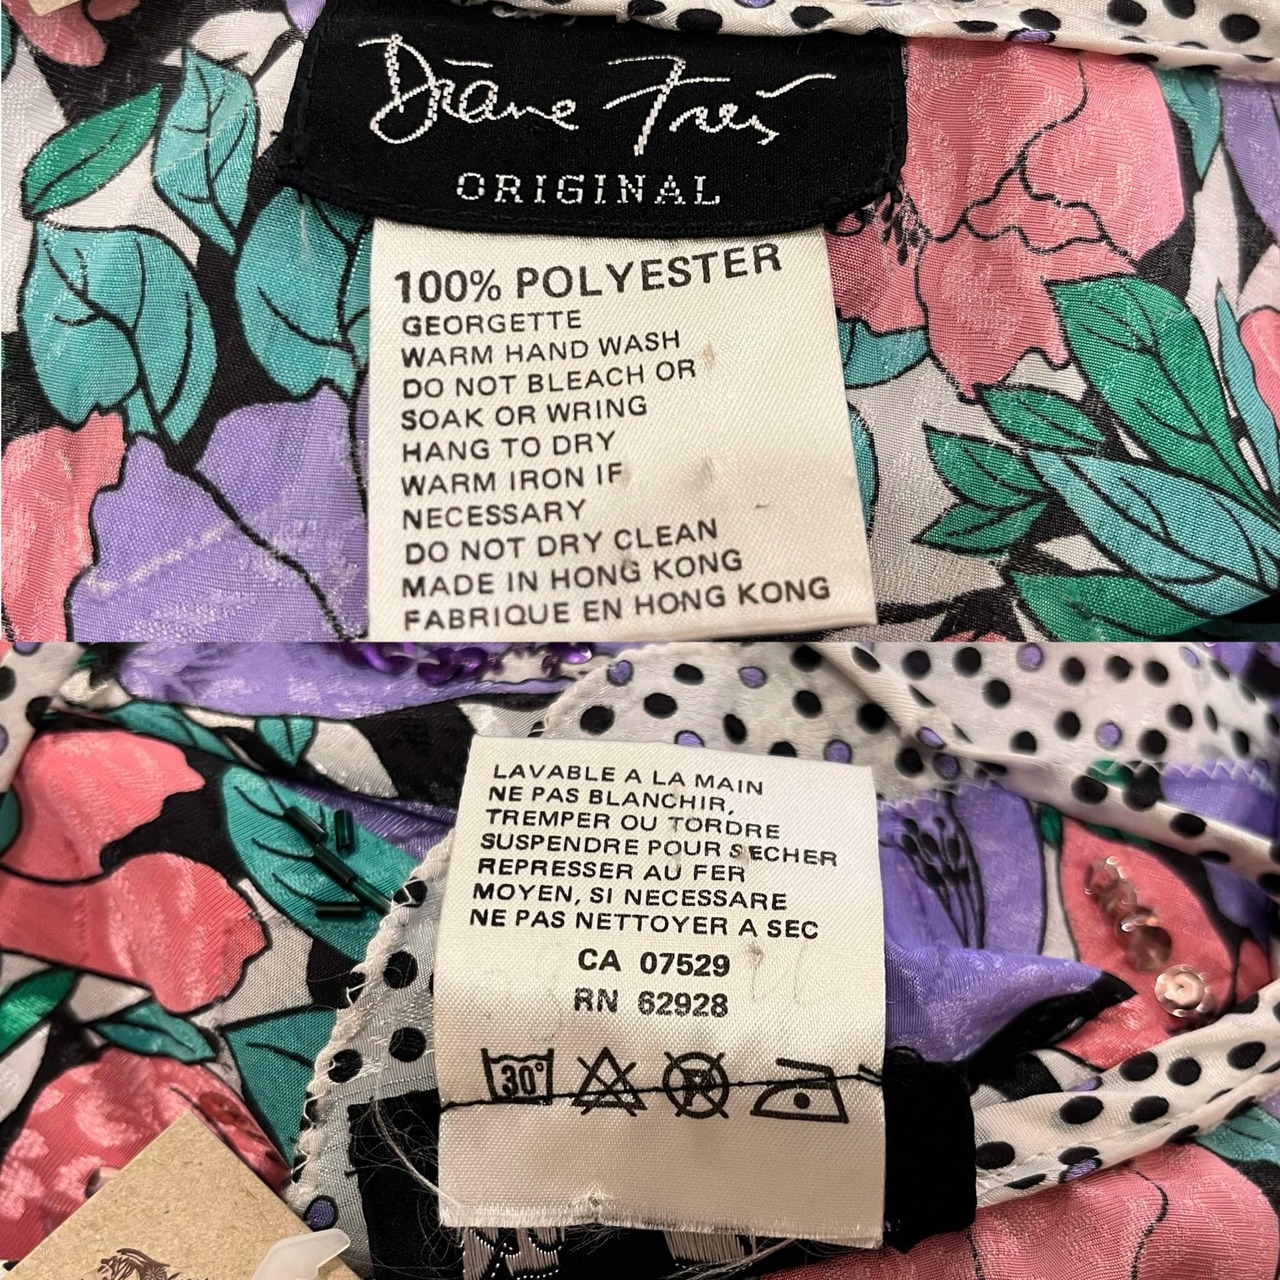 Diane Freis
ORIGINAL
100% POLYESTER
GEORGETTE
WARM HAND WASH
DO NOT BLEACH OR
SOAK OR WRING
HANG TO DRY
WARM IRON IF
NECESSARY
DO NOT DRY CLEAN
MADE IN HONG KONG
FABRIQUE EN HONG KONG
LAVABLE A LA MAIN
NE PAS BLANCHIR,
TREMPER OU TORDRE
SUSPENDRE POUR SECHER
REPRESSER AU FER
MOYEN, SI NECESSARE
NE PAS NETTOYER A SEC
CA 07529
RN 62928
30°